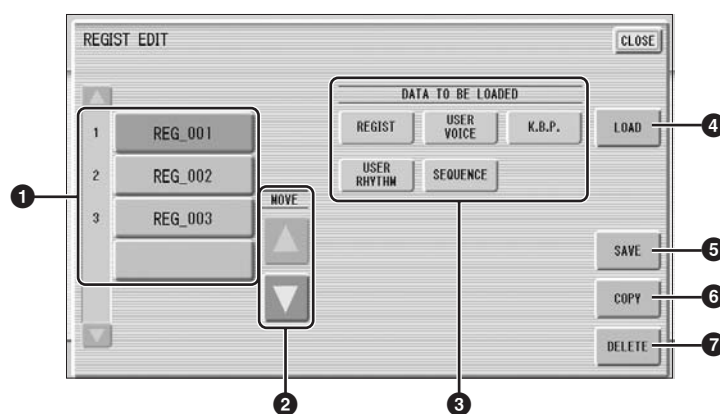 REGIST EDIT
CLOSE
DATA TO BE LOADED
REGIST
USER
VOICE
K.B.P.
LOAD
4
1
REG_001
USER
RHYTHM
SEQUENCE
1
2
REG_002
MOVE
3
REG_003
SAVE
5
COPY
6
DELETE
7
2
3